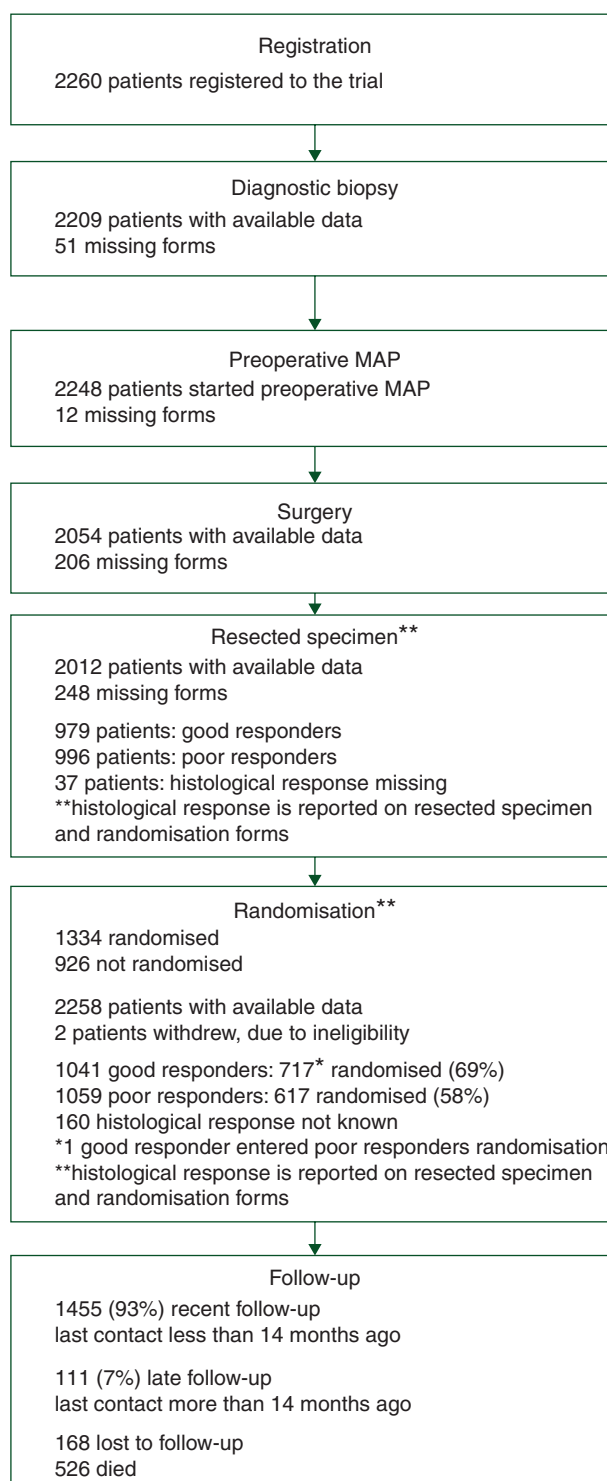 Registration
2260 patients registered to the trial
Diagnostic biopsy
2209 patients with available data
51 missing forms
Preoperative MAP
2248 patients started preoperative MAP
12 missing forms
Surgery
2054 patients with available data
206 missing forms
Resected specimen**
2012 patients with available data
248 missing forms
979 patients: good responders
996 patients: poor responders
37 patients: histological response missing
**histological response is reported on resected specimen
and randomisation forms
Randomisation**
1334 randomised
926 not randomised
2258 patients with available data
2 patients withdrew, due to ineligibility
1041 good responders: 717* randomised (69%)
1059 poor responders: 617 randomised (58%)
160 histological response not known
*1 good responder entered poor responders randomisation
**histological response is reported on resected specimen
and randomisation forms
Follow-up
1455 (93%) recent follow-up
last contact less than 14 months ago
111 (7%) late follow-up
last contact more than 14 months ago
168 lost to follow-up
526 died